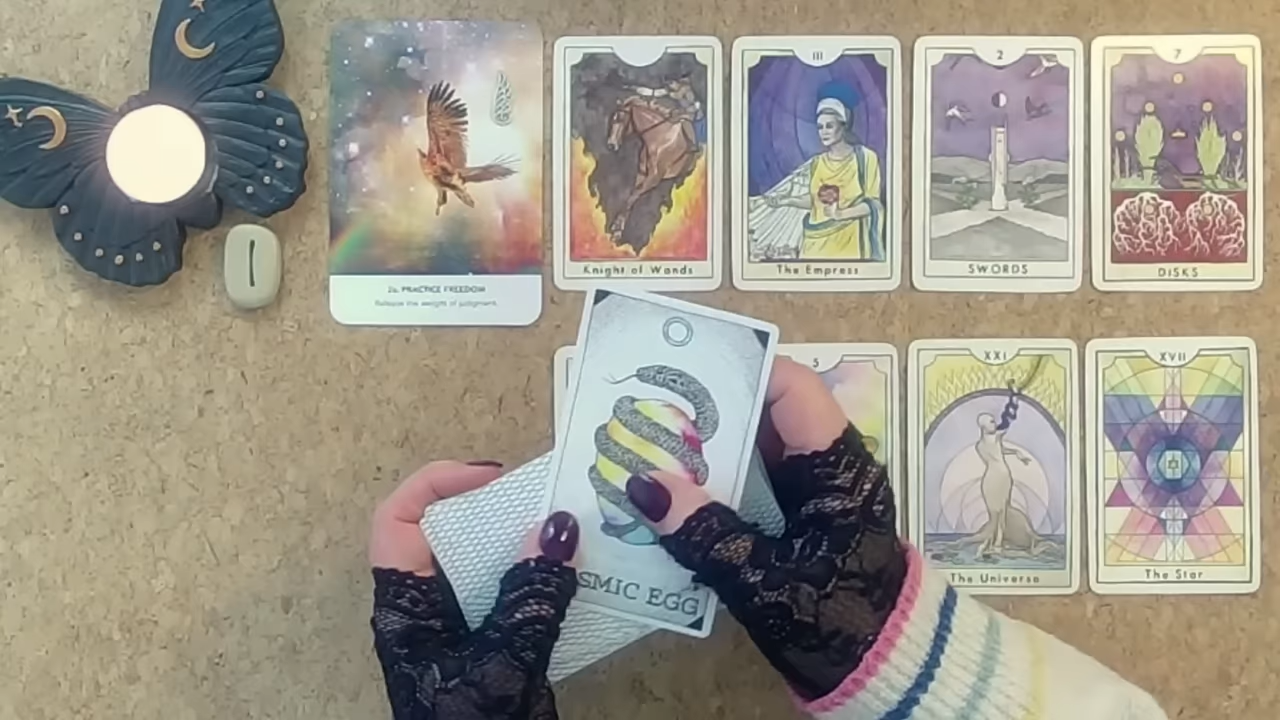 III
2
7
26. PRACTICE FREEDOM
Release the weight of judgment.
Knight of Wands
The Empress
SWORDS
DISKS
5
XXI
XVII
The Universe
The Star
SMIC EGG